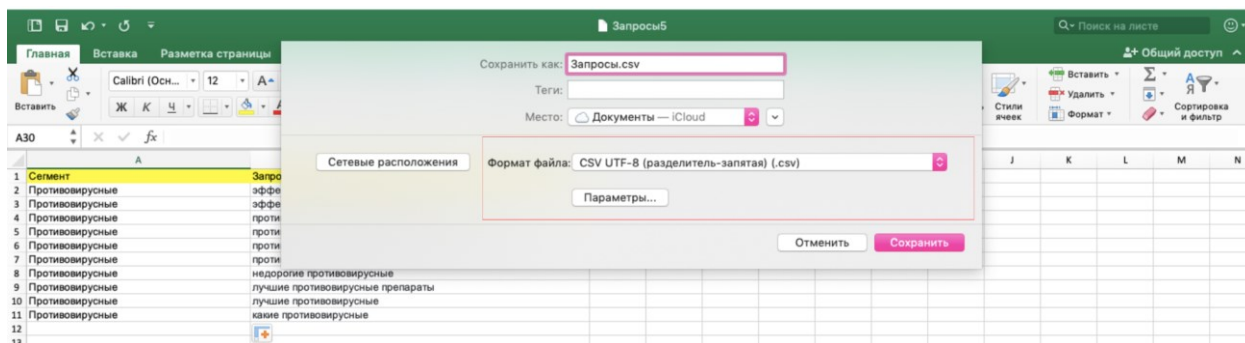 Запросы5
Поиск на листе
Главная Вставка Разметка страницы
Общий доступ
Вставить
Calibri (Осн... 12 A
Ж К Ч
Стили ячеек
Вставить
Удалить
Формат
Сортировка и фильтр
Сохранить как: Запросы.csv
Теги:
Место: Документы — iCloud
Сетевые расположения
Формат файла: CSV UTF-8 (разделитель-запятая) (.csv)
Параметры...
Отменить Сохранить
A30 fx
A J K L M N
1 Сегмент Запро
2 Противовирусные эффе
3 Противовирусные эффе
4 Противовирусные проти
5 Противовирусные проти
6 Противовирусные проти
7 Противовирусные проти
8 Противовирусные недорогие противовирусные
9 Противовирусные лучшие противовирусные препараты
10 Противовирусные лучшие противовирусные
11 Противовирусные какие противовирусные
12
13